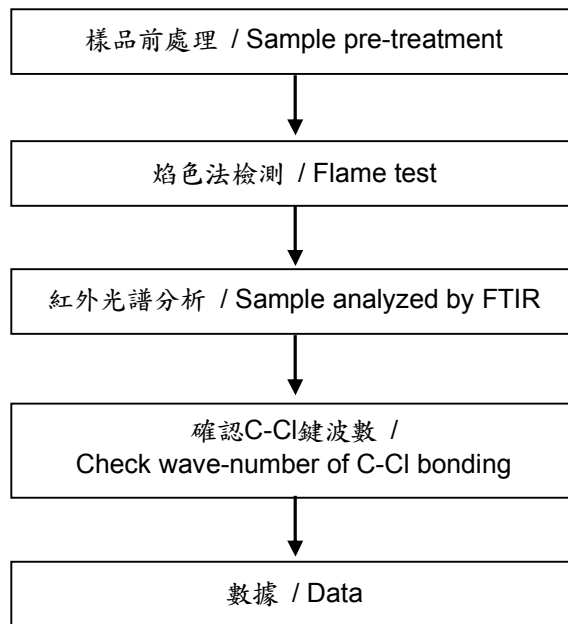 樣品前處理 / Sample pre-treatment
焰色法檢測 / Flame test
紅外光譜分析 / Sample analyzed by FTIR
確認C-Cl鍵波數 /
Check wave-number of C-Cl bonding
數據 / Data